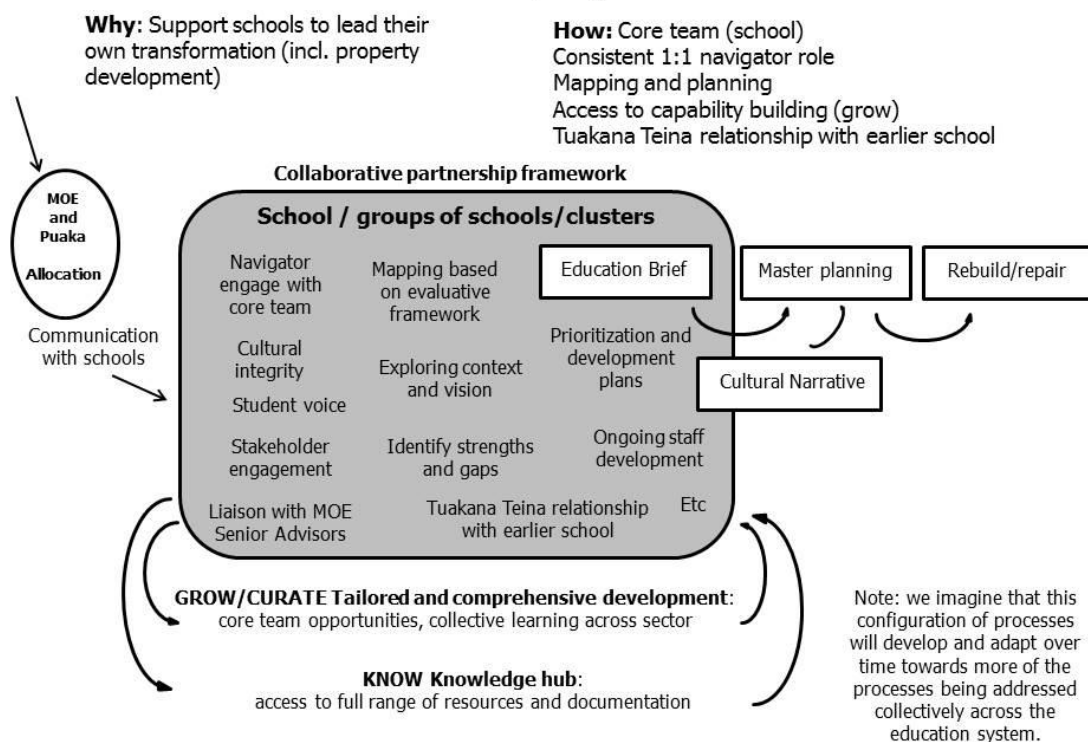 Why: Support schools to lead their
own transformation (incl. property
development)
How: Core team (school)
Consistent 1:1 navigator role
Mapping and planning
Access to capability building (grow)
Tuakana Teina relationship with earlier school
Collaborative partnership framework
MOE
and
Puaka
Allocation
Communication
with schools
School / groups of schools/clusters
Navigator
engage with
core team
Mapping based
on evaluative
framework
Education Brief
Master planning
Rebuild/repair
Cultural
integrity
Exploring context
and vision
Prioritization and
development
plans
Cultural Narrative
Student voice
Stakeholder
engagement
Identify strengths
and gaps
Ongoing staff
development
Liaison with MOE
Senior Advisors
Tuakana Teina relationship
with earlier school
Etc
GROW/CURATE Tailored and comprehensive development:
core team opportunities, collective learning across sector
KNOW Knowledge hub:
access to full range of resources and documentation
Note: we imagine that this
configuration of processes
will develop and adapt over
time towards more of the
processes being addressed
collectively across the
education system.